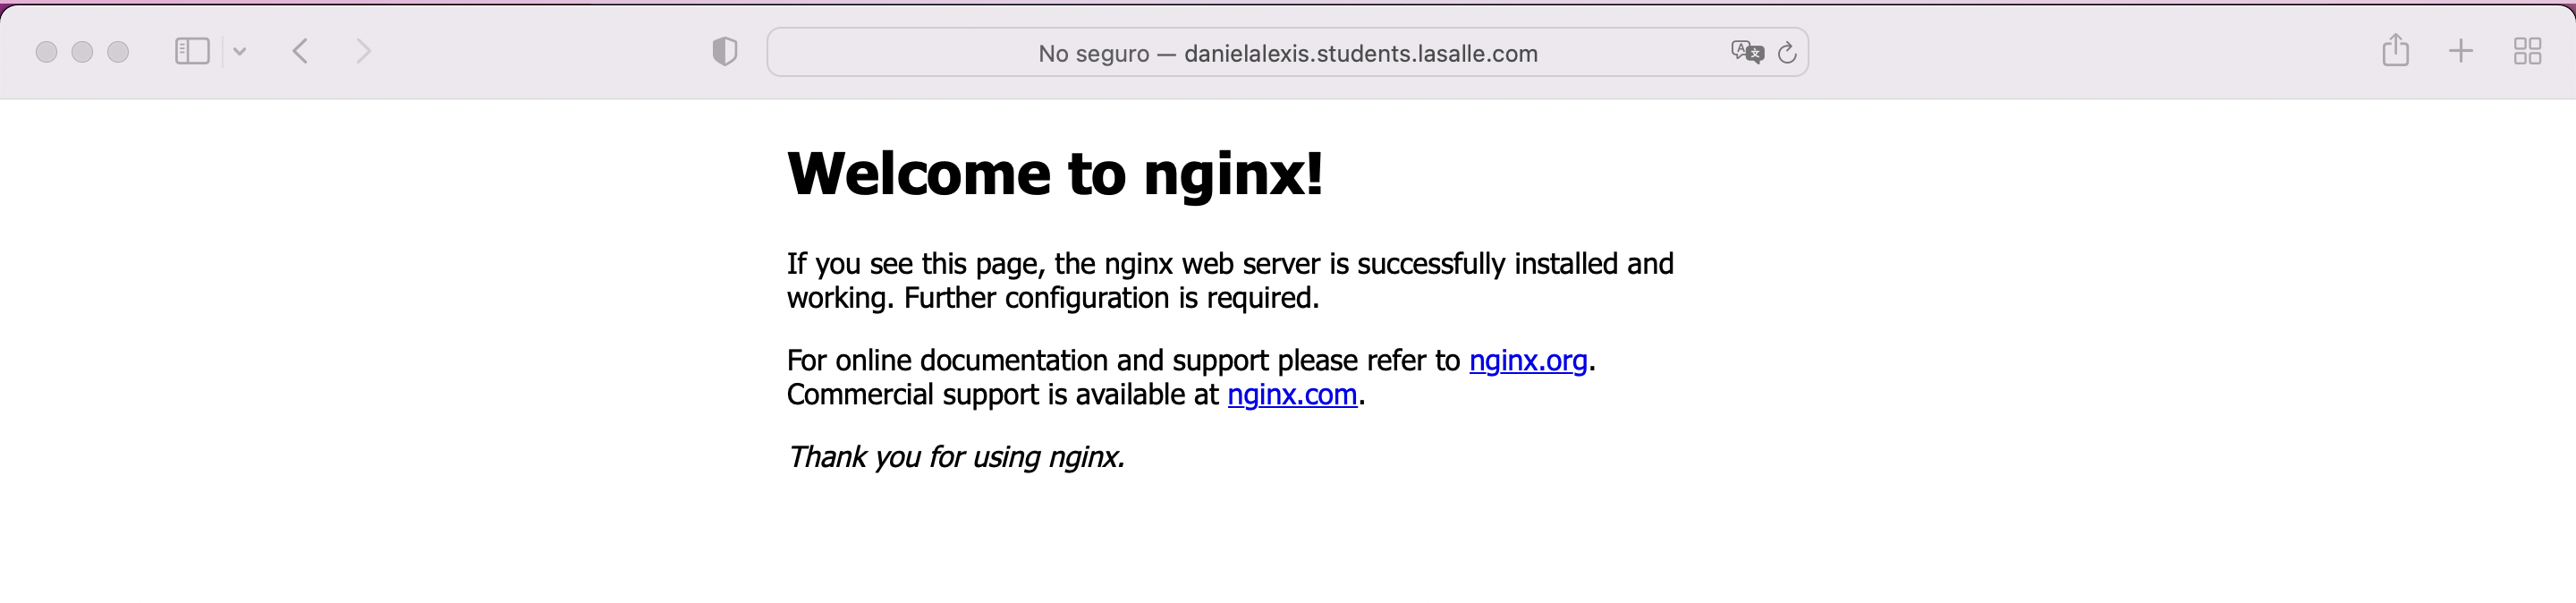 No seguro — danielalexis.students.lasalle.com
Welcome to nginx!
If you see this page, the nginx web server is successfully installed and
working. Further configuration is required.
For online documentation and support please refer to nginx.org.
Commercial support is available at nginx.com.
Thank you for using nginx.